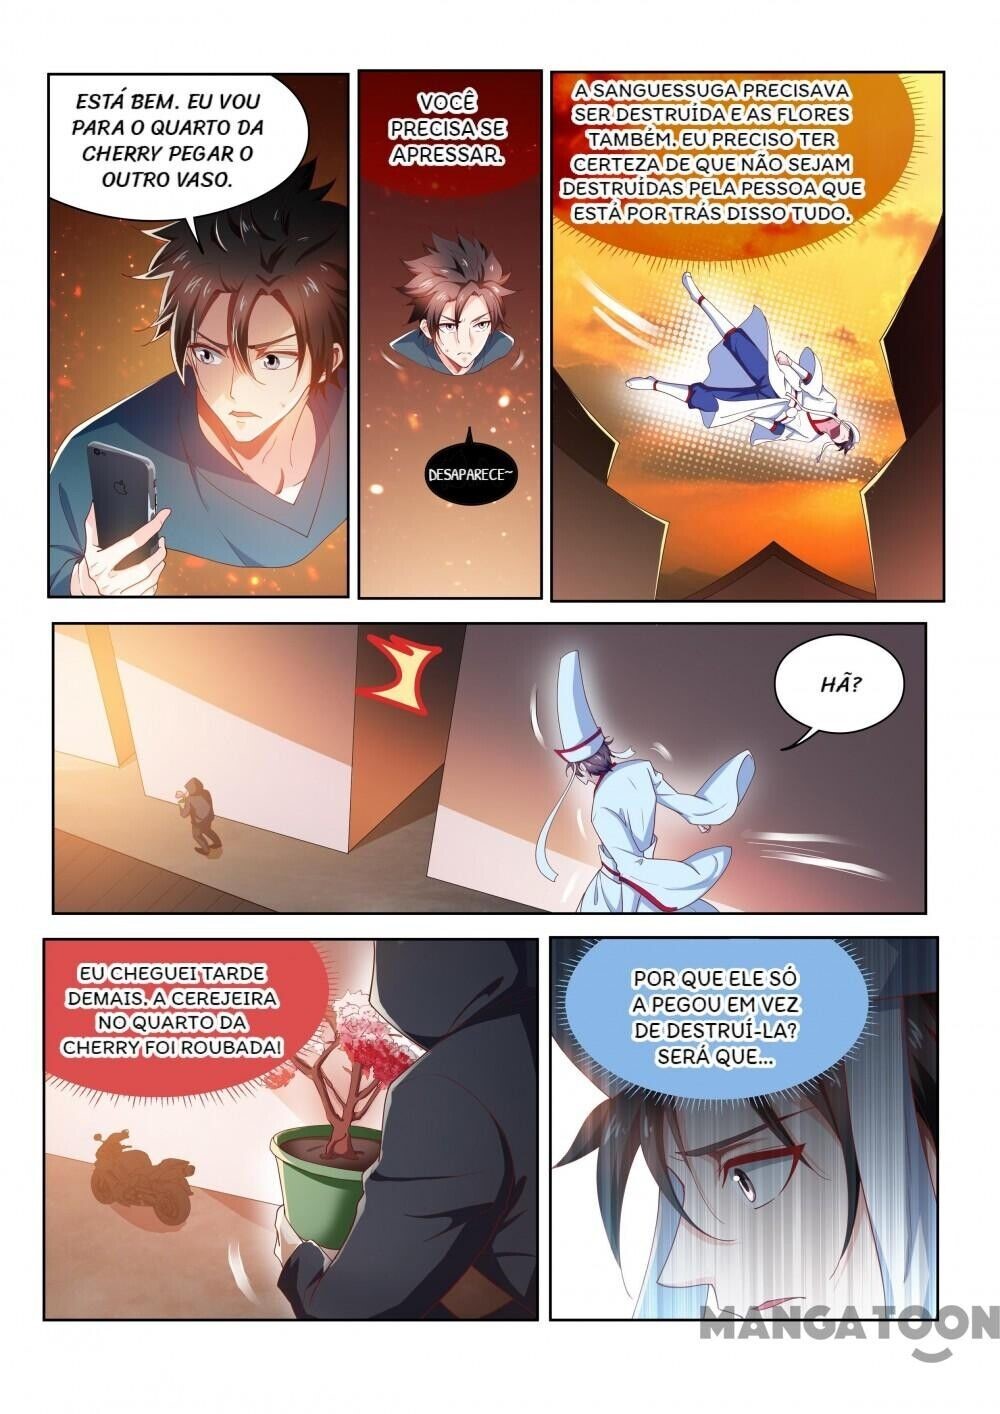 ESTÁ BEM. EU VOU
PARA O QUARTO DA
CHERRY PEGAR O
OUTRO VASO.
VOCÊ
PRECISA SE
APRESSAR.
DESAPARECE~
A SANGUESSUGA PRECISAVA
SER DESTRUÍDA E AS FLORES
TAMBÉM. EU PRECISO TER
CERTEZA DE QUE NÃO SEJAM
DESTRUÍDAS PELA PESSOA QUE
ESTÁ POR TRÁS DISSO TUDO.
HÃ?
EU CHEGUEI TARDE
DEMAIS. A CEREJEIRA
NO QUARTO DA
CHERRY FOI ROUBADA!
POR QUE ELE SÓ
A PEGOU EM VEZ
DE DESTRUÍ-LA?
SERÁ QUE...
MANGATOON